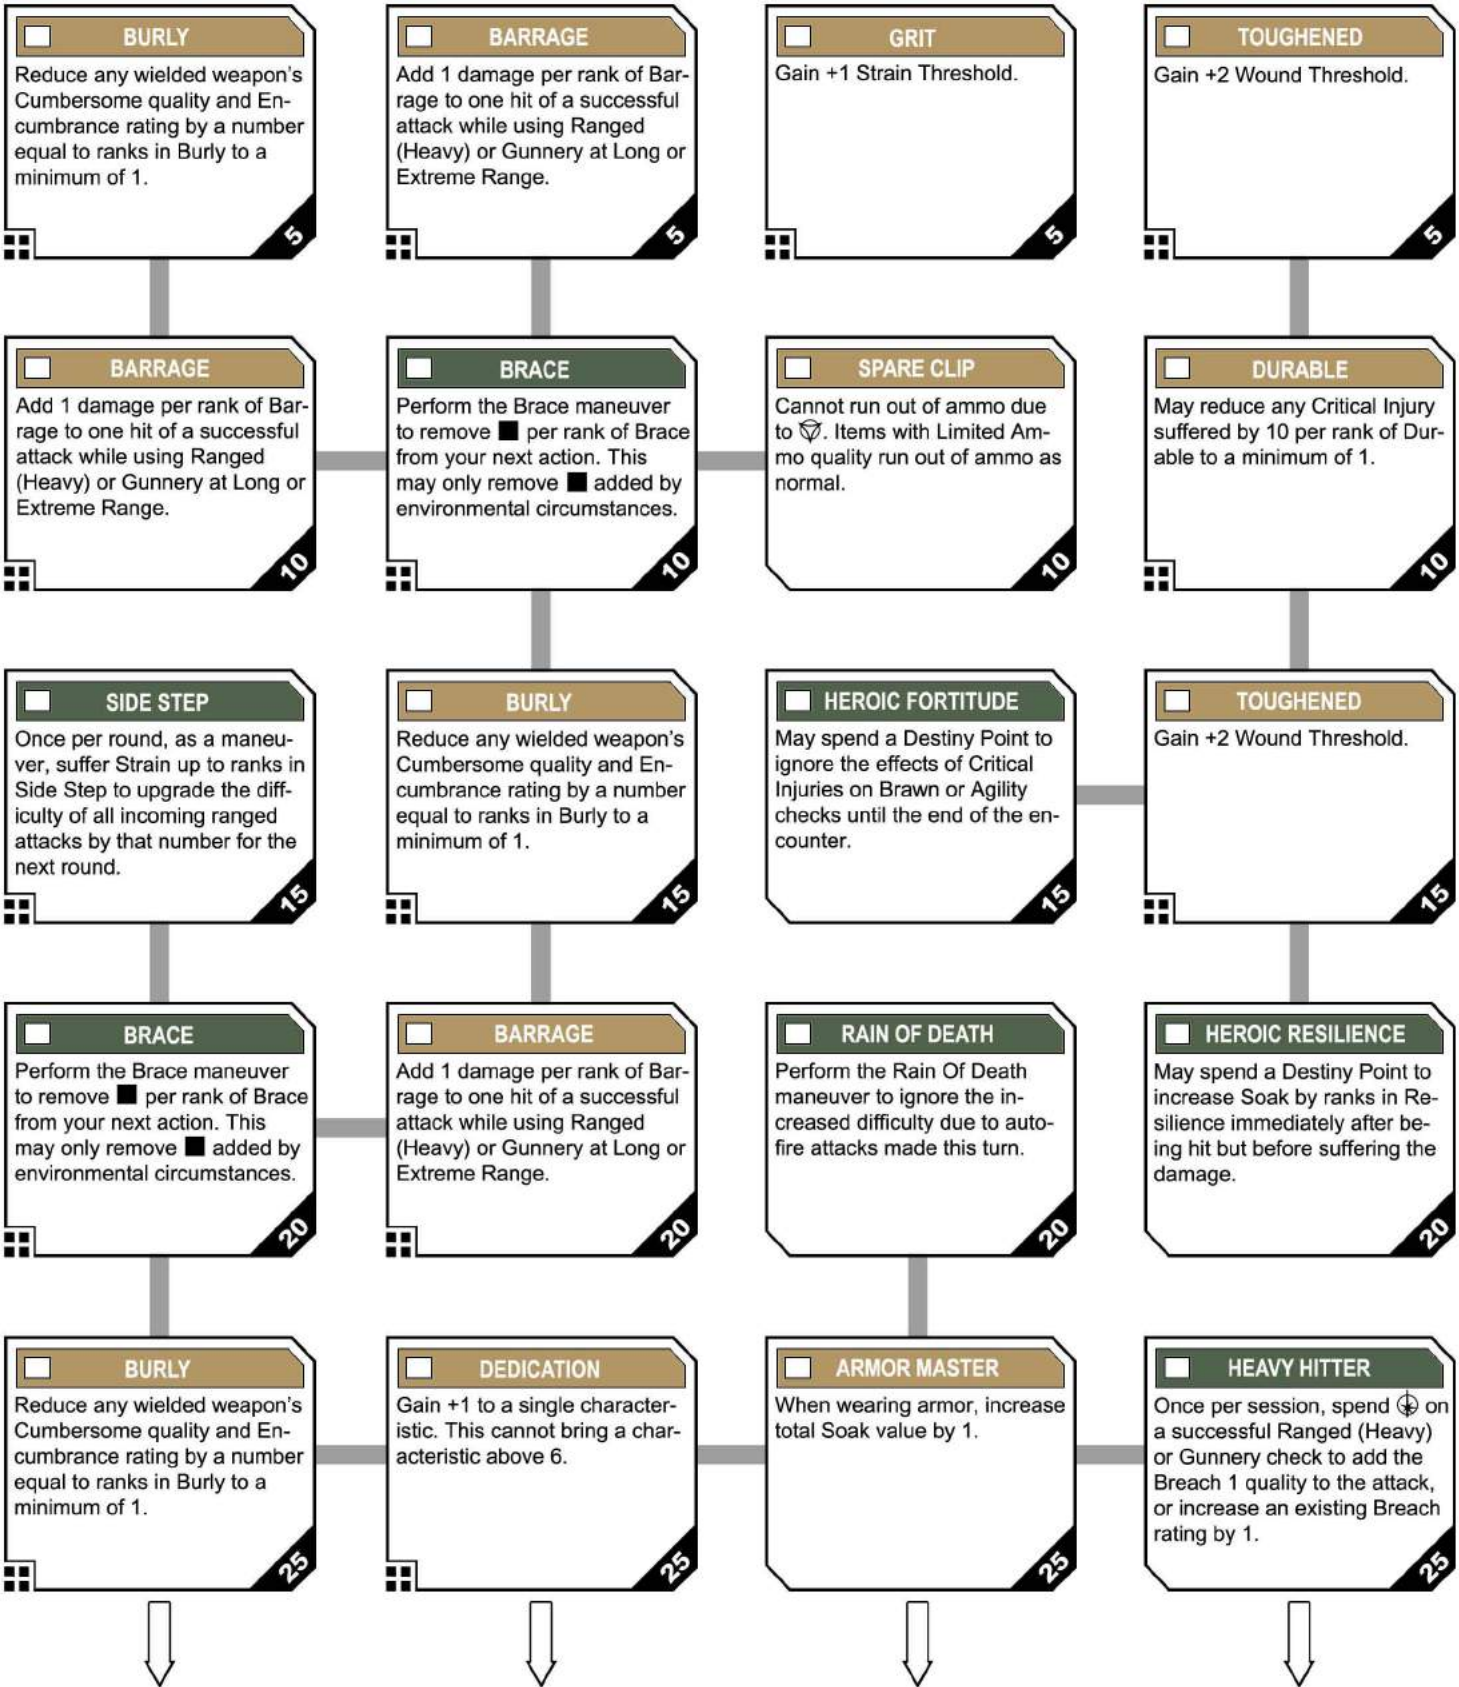 BURLY
Reduce any wielded weapon's
Cumbersome quality and En-
cumbrance rating by a number
equal to ranks in Burly to a
minimum of 1.
5
BARRAGE
Add 1 damage per rank of Bar-
rage to one hit of a successful
attack while using Ranged
(Heavy) or Gunnery at Long or
Extreme Range.
5
GRIT
Gain +1 Strain Threshold.
5
TOUGHENED
Gain +2 Wound Threshold.
5
BARRAGE
Add 1 damage per rank of Bar-
rage to one hit of a successful
attack while using Ranged
(Heavy) or Gunnery at Long or
Extreme Range.
10
BRACE
Perform the Brace maneuver
to remove ■ per rank of Brace
from your next action. This
may only remove ■ added by
environmental circumstances.
10
SPARE CLIP
Cannot run out of ammo due
to . Items with Limited Am-
mo quality run out of ammo as
normal.
10
DURABLE
May reduce any Critical Injury
suffered by 10 per rank of Dur-
able to a minimum of 1.
10
SIDE STEP
Once per round, as a maneu-
ver, suffer Strain up to ranks in
Side Step to upgrade the diff-
iculty of all incoming ranged
attacks by that number for the
next round.
15
BURLY
Reduce any wielded weapon's
Cumbersome quality and En-
cumbrance rating by a number
equal to ranks in Burly to a
minimum of 1.
15
HEROIC FORTITUDE
May spend a Destiny Point to
ignore the effects of Critical
Injuries on Brawn or Agility
checks until the end of the en-
counter.
15
TOUGHENED
Gain +2 Wound Threshold.
15
BRACE
Perform the Brace maneuver
to remove ■ per rank of Brace
from your next action. This
may only remove ■ added by
environmental circumstances.
20
BARRAGE
Add 1 damage per rank of Bar-
rage to one hit of a successful
attack while using Ranged
(Heavy) or Gunnery at Long or
Extreme Range.
20
RAIN OF DEATH
Perform the Rain Of Death
maneuver to ignore the in-
creased difficulty due to auto-
fire attacks made this turn.
20
HEROIC RESILIENCE
May spend a Destiny Point to
increase Soak by ranks in Re-
silience immediately after be-
ing hit but before suffering the
damage.
20
BURLY
Reduce any wielded weapon's
Cumbersome quality and En-
cumbrance rating by a number
equal to ranks in Burly to a
minimum of 1.
25
DEDICATION
Gain +1 to a single character-
istic. This cannot bring a char-
acteristic above 6.
25
ARMOR MASTER
When wearing armor, increase
total Soak value by 1.
25
HEAVY HITTER
Once per session, spend  on
a successful Ranged (Heavy)
or Gunnery check to add the
Breach 1 quality to the attack,
or increase an existing Breach
rating by 1.
25